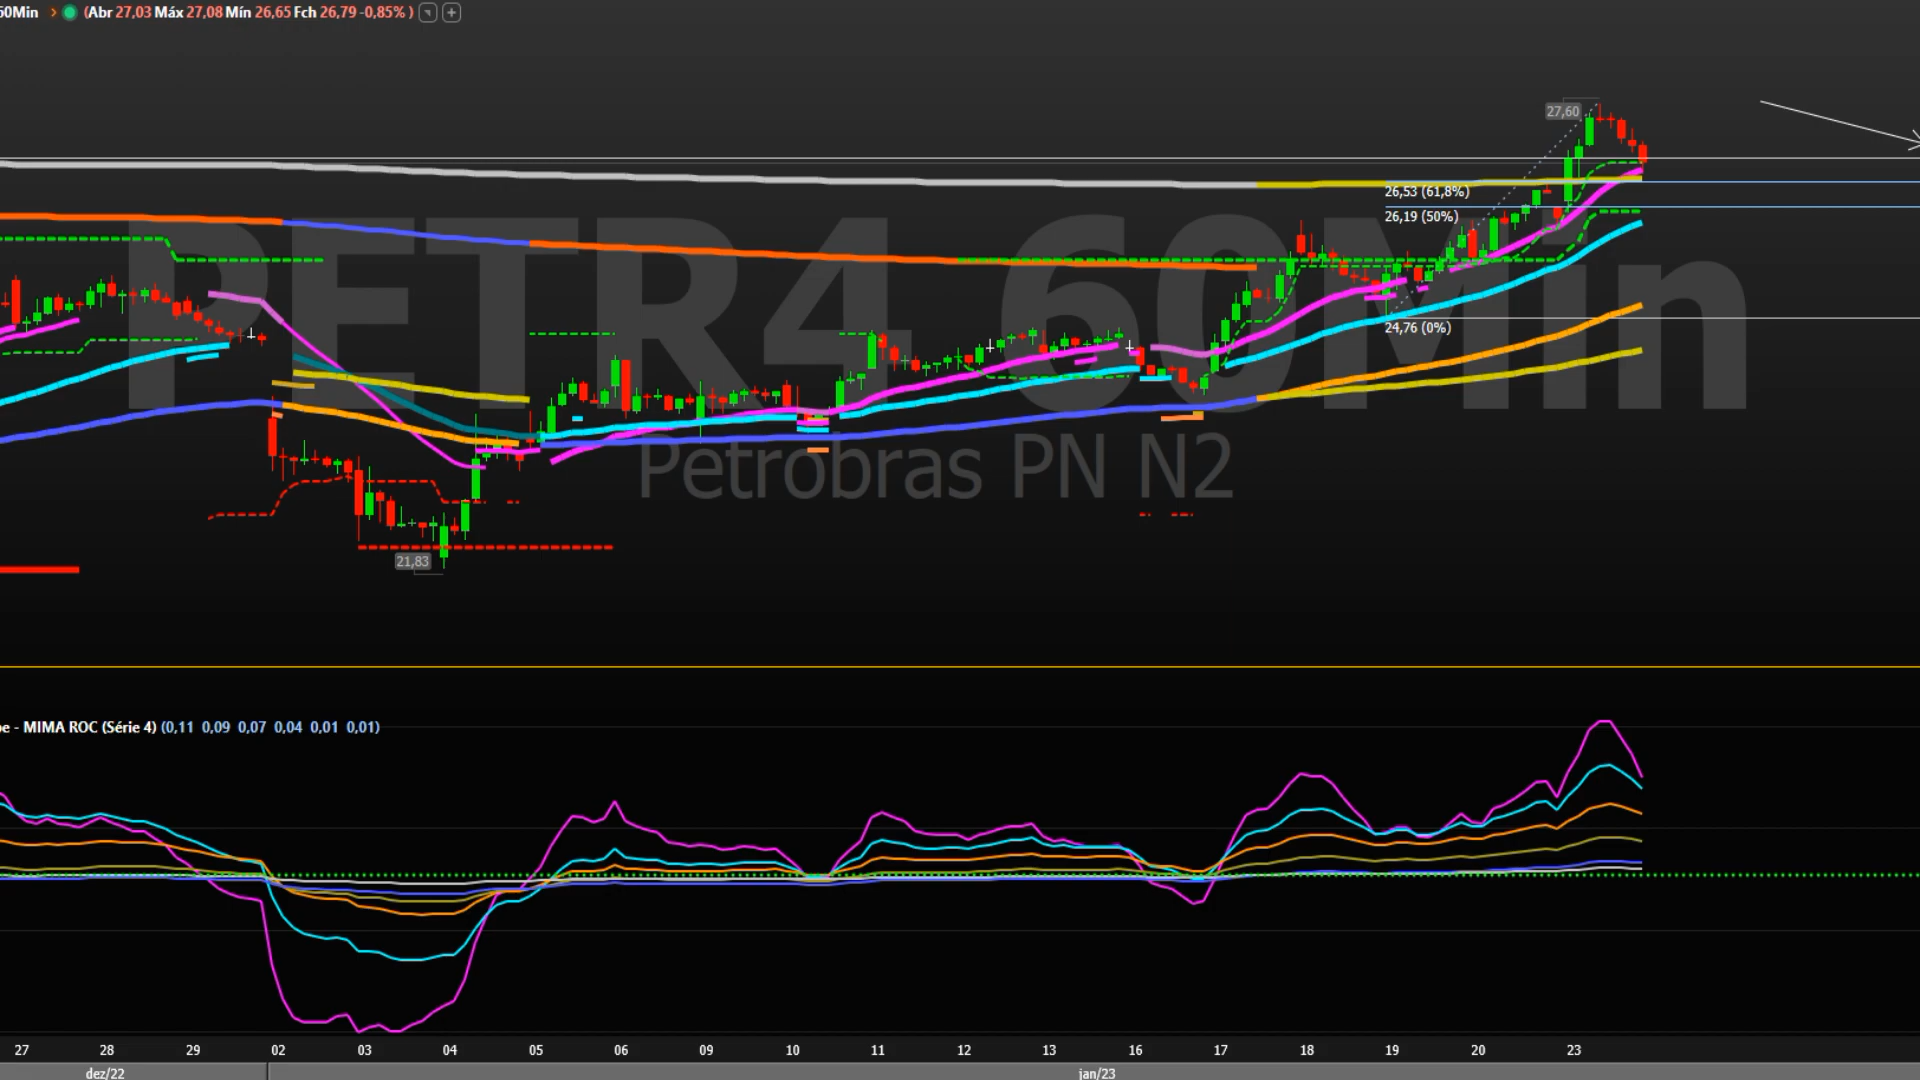 60Min (Abr 27,03 Máx 27,08 Mín 26,65 Fch 26,79 -0,85% )
27,60
26,53 (61,8%)
26,19 (50%)
24,76 (0%)
PETR4 60Min
Petrobras PN N2
21,83
- MIMA ROC (Série 4) (0,11 0,09 0,07 0,04 0,01 0,01)
27 28 29 02 03 04 05 06 09 10 11 12 13 16 17 18 19 20 23
dez/22 jan/23